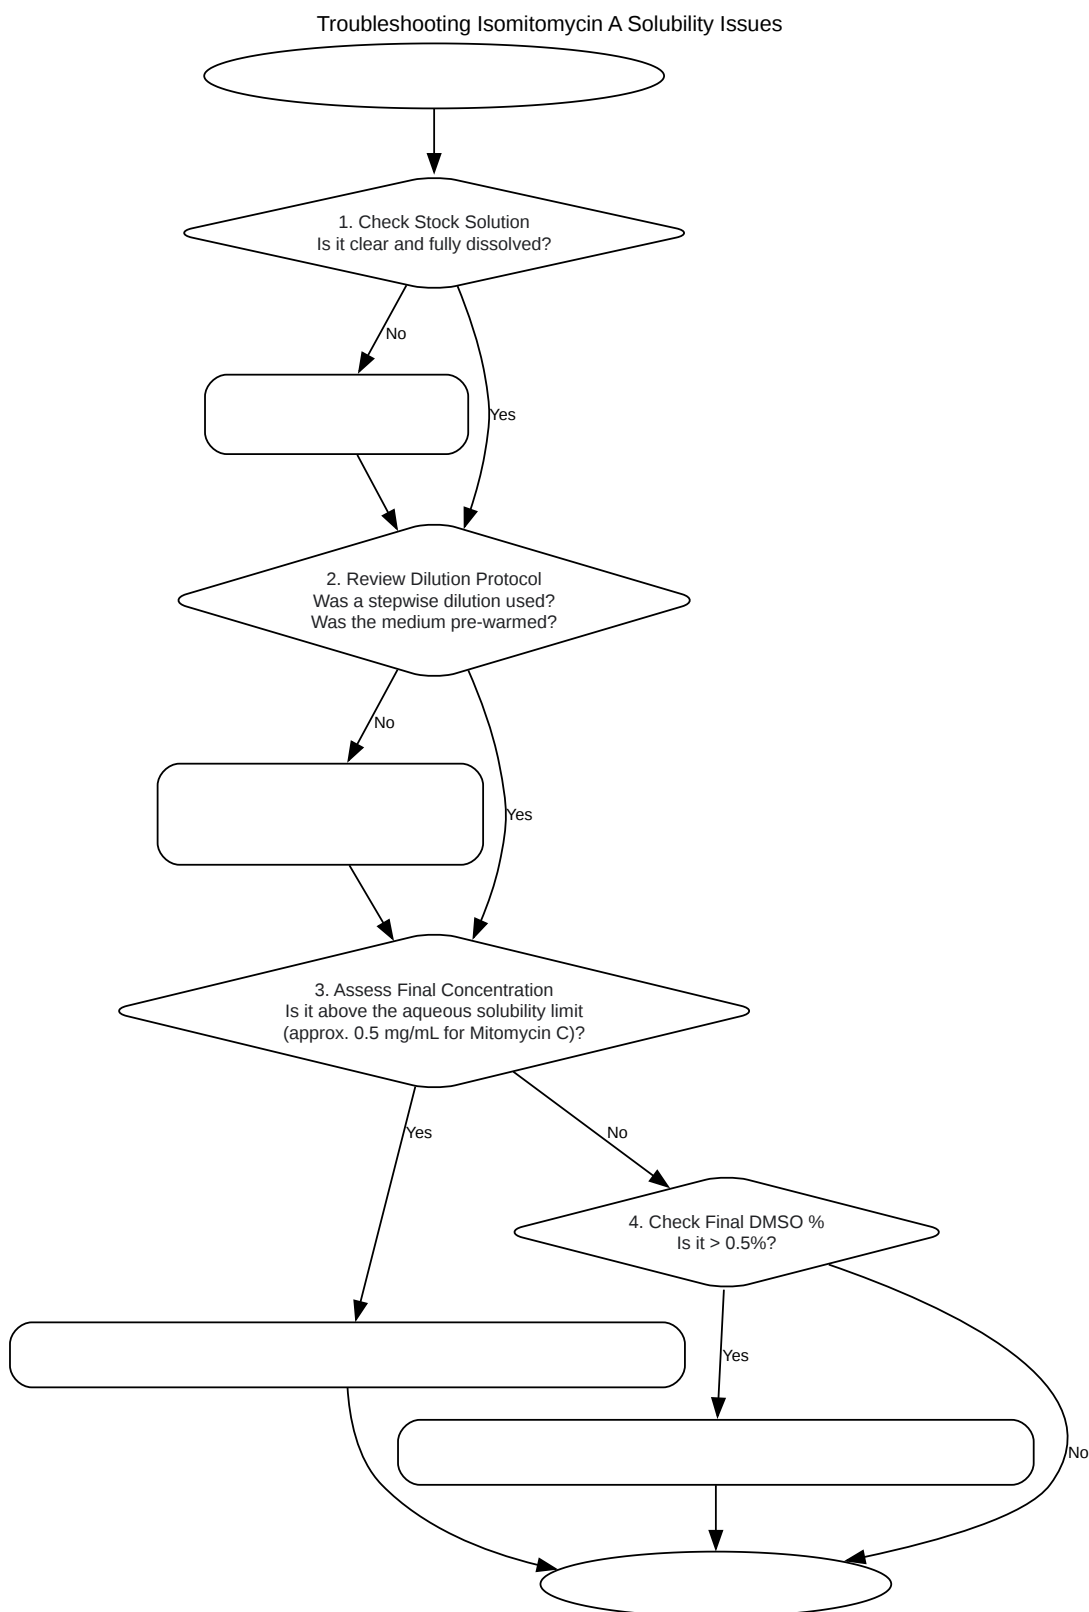 Troubleshooting Isomitomycin A Solubility Issues
1. Check Stock Solution
Is it clear and fully dissolved?
No
Yes
2. Review Dilution Protocol
Was a stepwise dilution used?
Was the medium pre-warmed?
No
Yes
3. Assess Final Concentration
Is it above the aqueous solubility limit
(approx. 0.5 mg/mL for Mitomycin C)?
Yes
No
4. Check Final DMSO %
Is it > 0.5%?
Yes
No